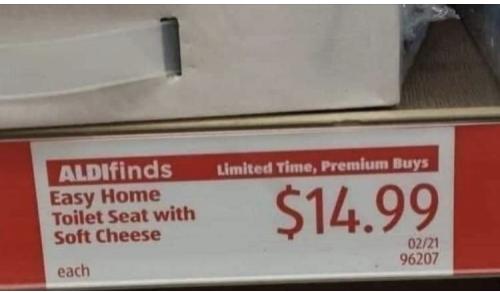 ALDIfinds Limited Time, Premium Buys
Easy Home
Toilet Seat with
Soft Cheese
$14.99
each
02/21
96207